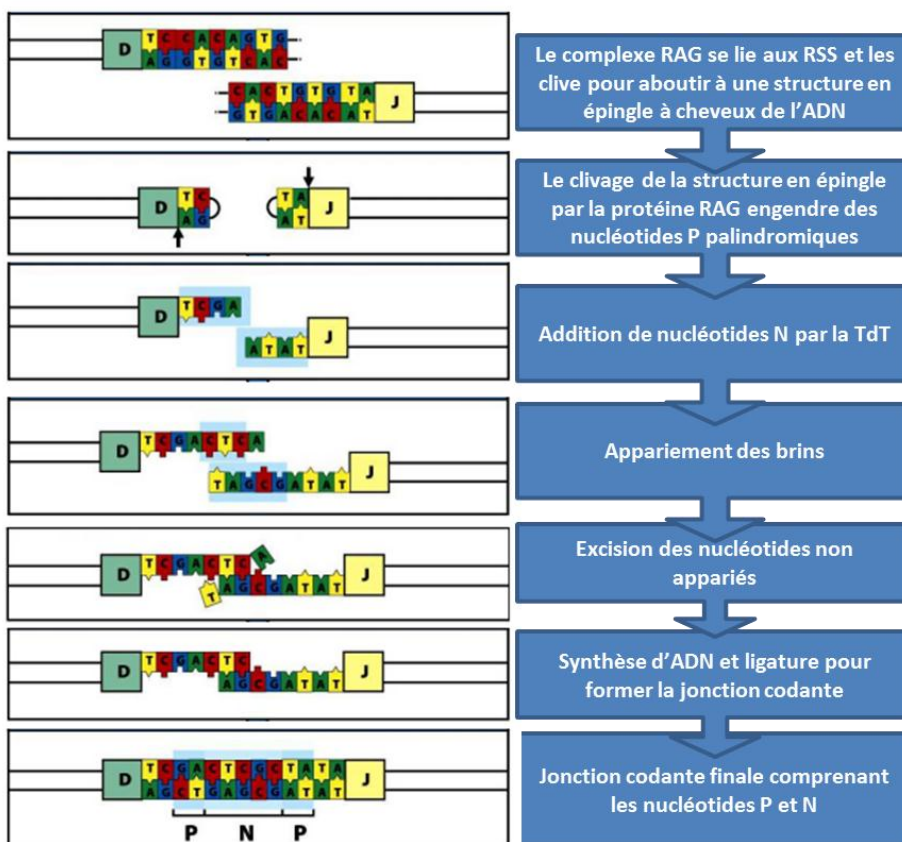 D T C C A C A G T G
A G G T G T C A C
C A C T G T G T A J
G T G A C A C A T
Le complexe RAG se lie aux RSS et les
clive pour aboutir à une structure en
épingle à cheveux de l'ADN
D T C T A J
A G A T
Le clivage de la structure en épingle
par la protéine RAG engendre des
nucléotides P palindromiques
D T C G A
A T A T J
Addition de nucléotides N par la TdT
D T C G A C T C A
T A G C G A T A T J
Appariement des brins
D T C G A C T C A
T A G C G A T A T J
Excision des nucléotides non
appariés
D T C G A C T C
A G C G A T A T J
Synthèse d'ADN et ligature pour
former la jonction codante
D T C G A C T C G C T A T A J
A G C T G A G C G A T A T
P N P
Jonction codante finale comprenant
les nucléotides P et N